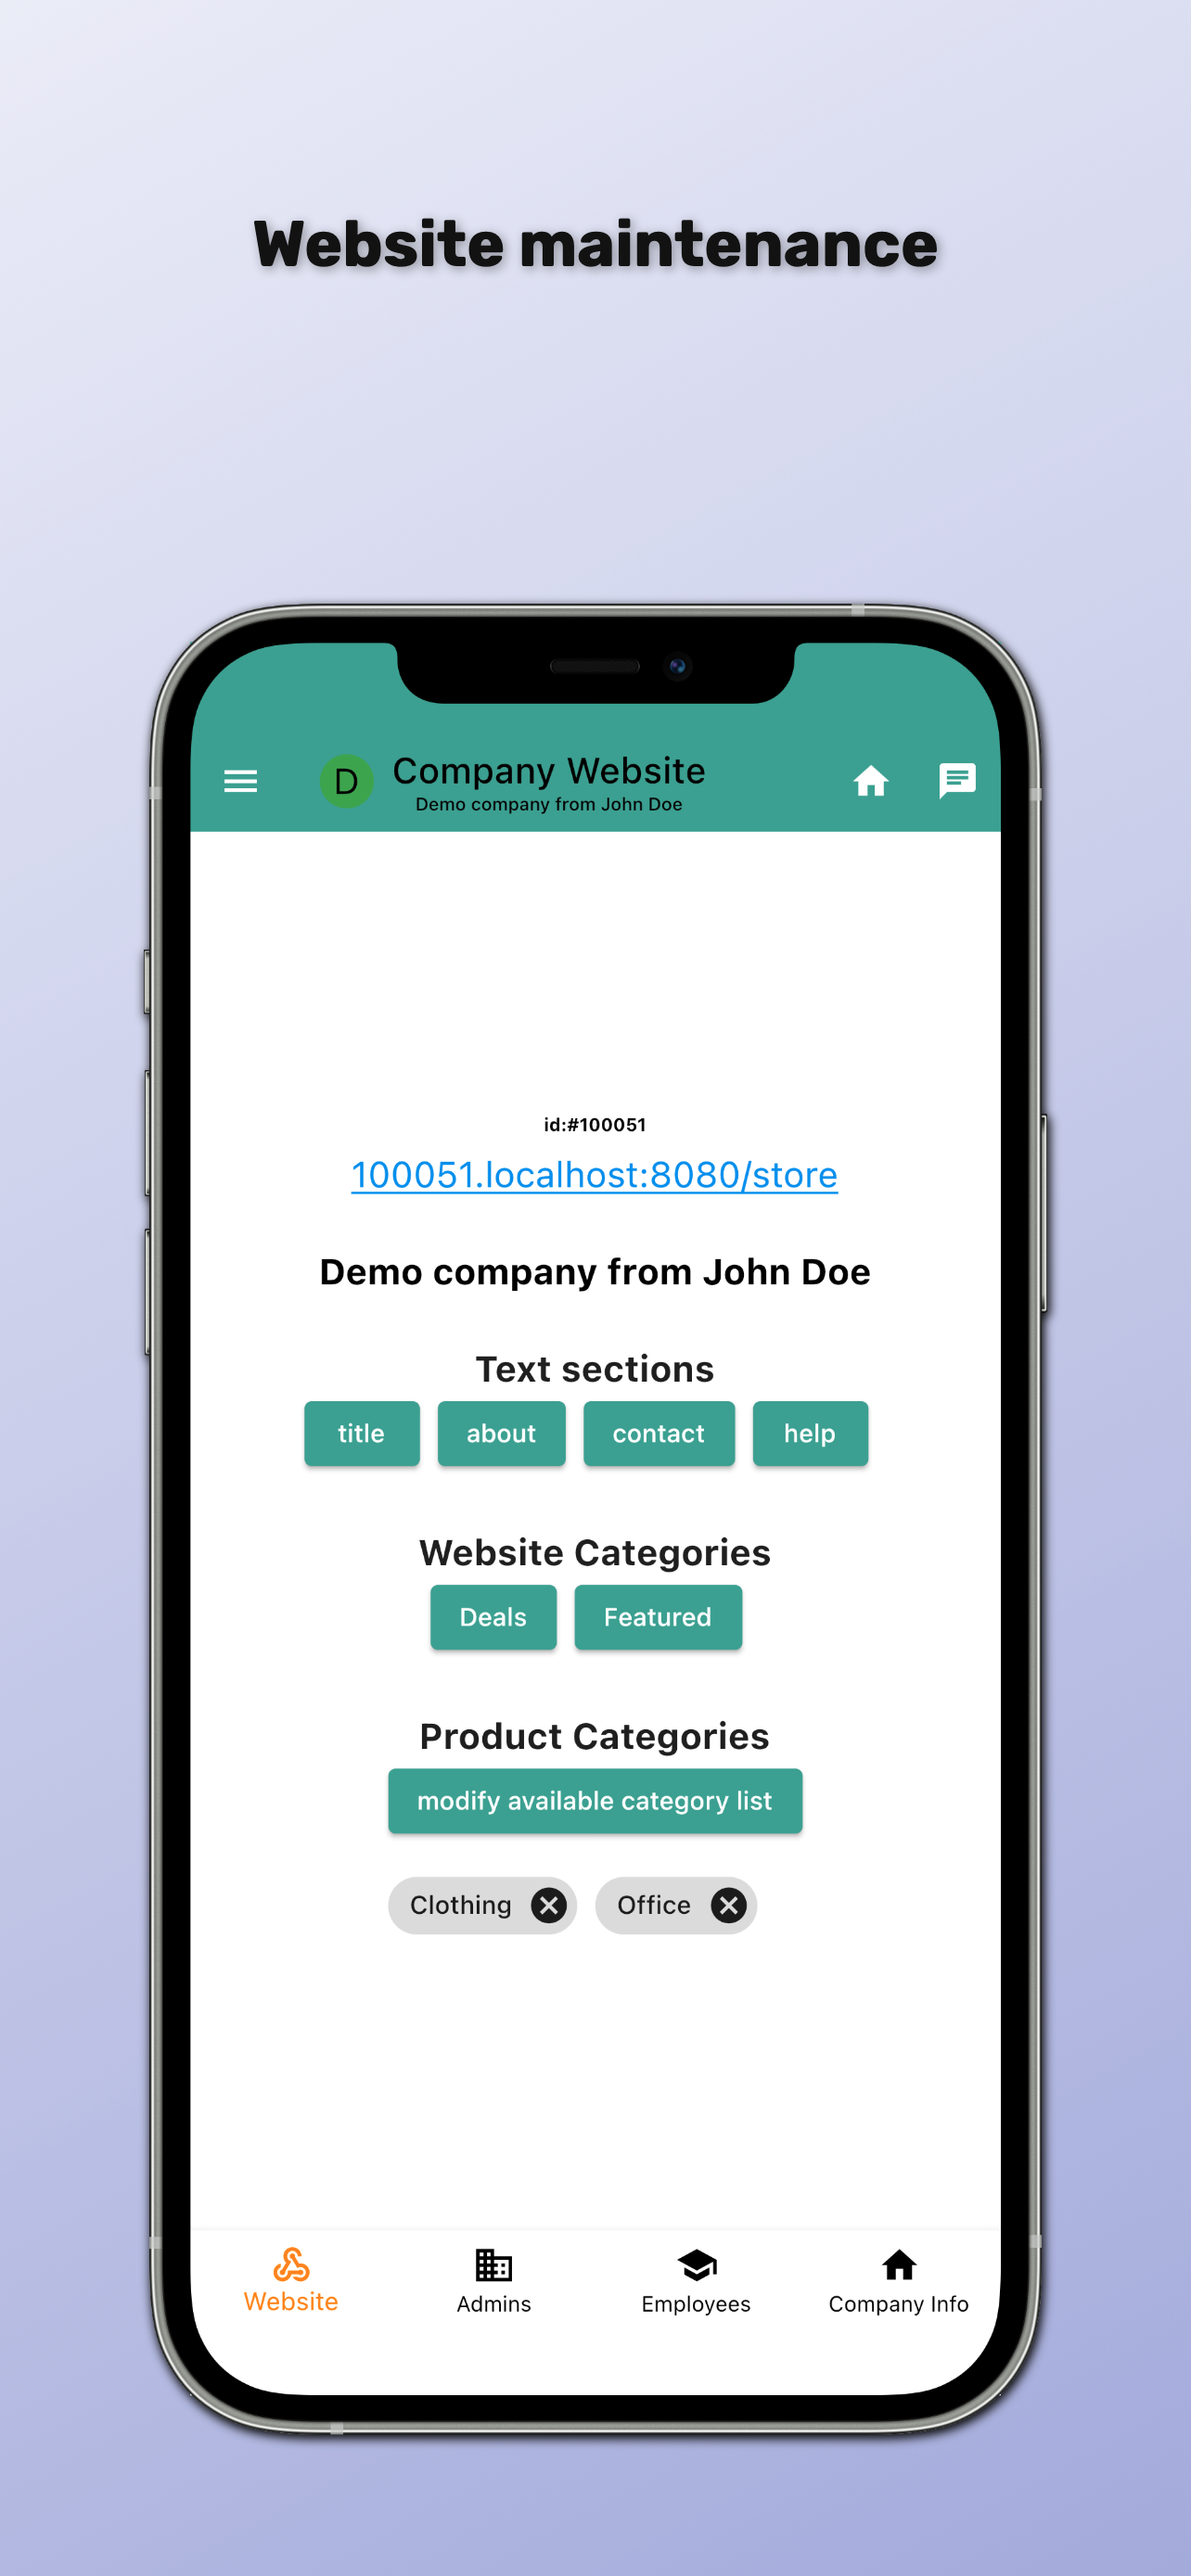 Website maintenance
D
Company Website
Demo company from John Doe
id:#100051
100051.localhost:8080/store
Demo company from John Doe
Text sections
title about contact help
Website Categories
Deals Featured
Product Categories
modify available category list
Clothing Office
Website Admins Employees Company Info